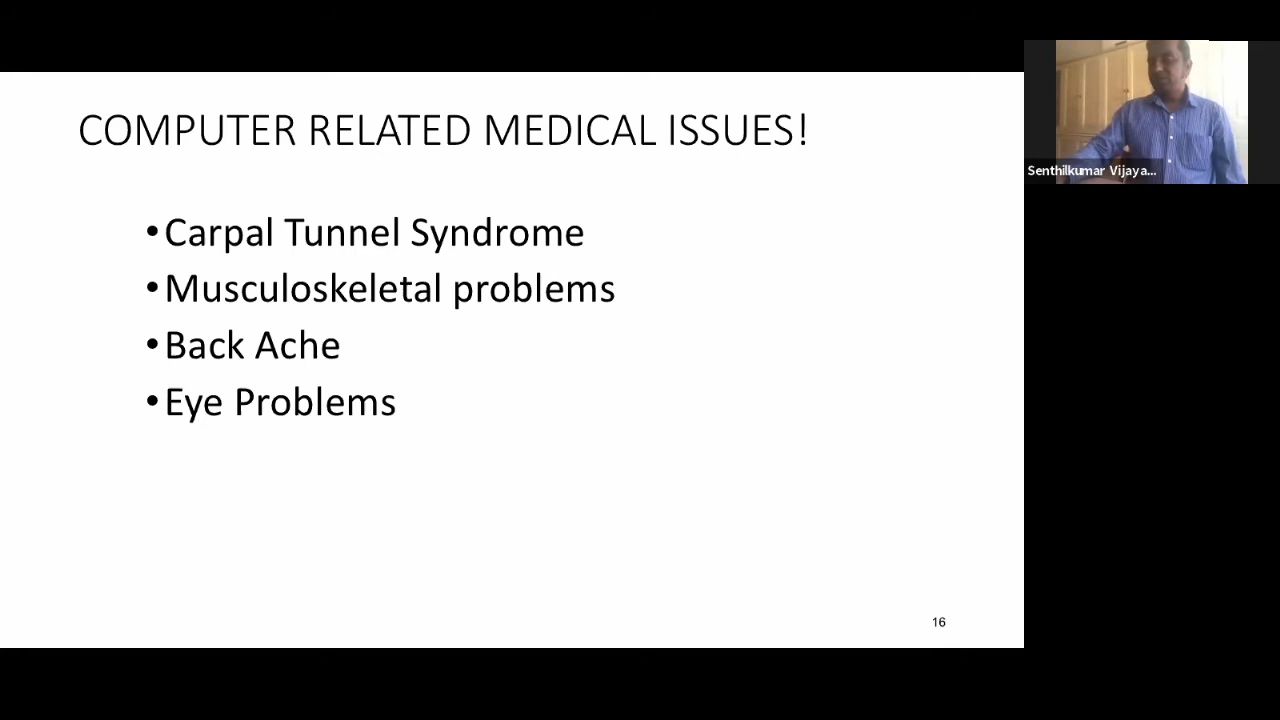 COMPUTER RELATED MEDICAL ISSUES!
•Carpal Tunnel Syndrome
•Musculoskeletal problems
•Back Ache
•Eye Problems
16
Senthilkumar Vijaya...